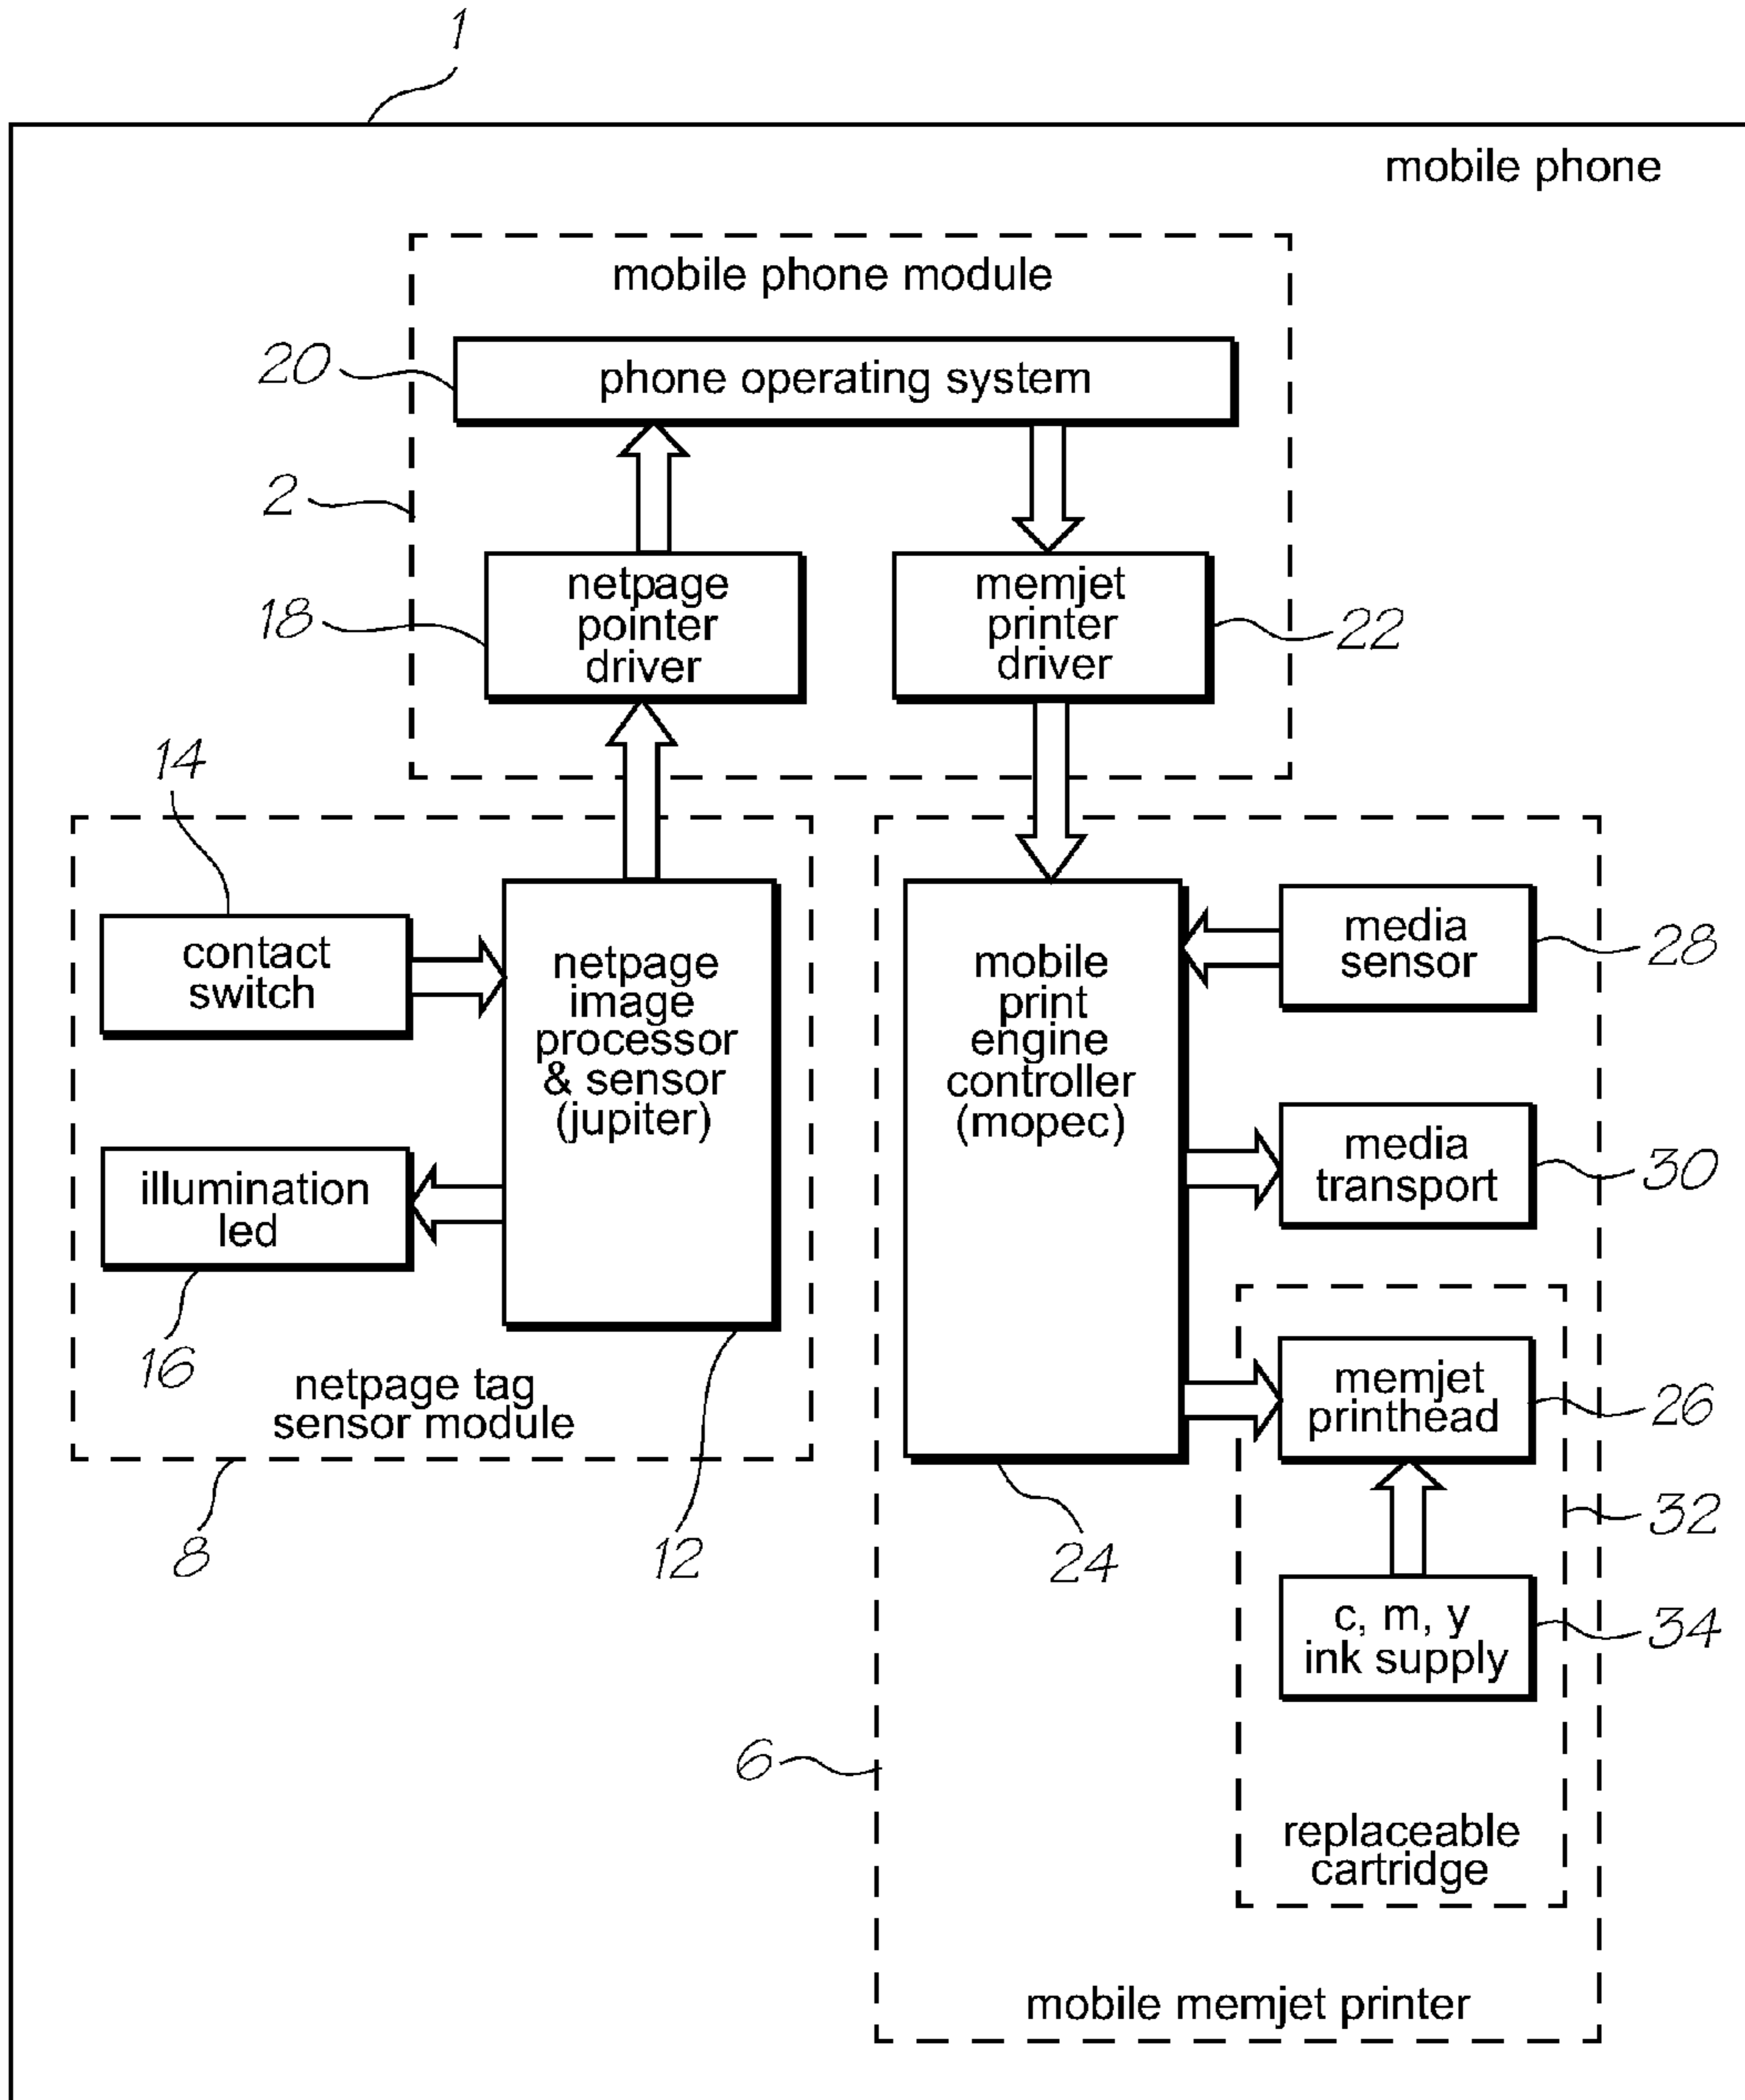 1
mobile phone
mobile phone module
20
phone operating system
2
18
netpage
pointer
driver
memjet
printer
driver
22
14
contact
switch
netpage
image
processor
& sensor
(jupiter)
illumination
led
16
netpage tag
sensor module
8
12
mobile
print
engine
controller
(mopec)
media
sensor
28
media
transport
30
memjet
printhead
26
24
32
c, m, y
ink supply
34
6
replaceable
cartridge
mobile memjet printer